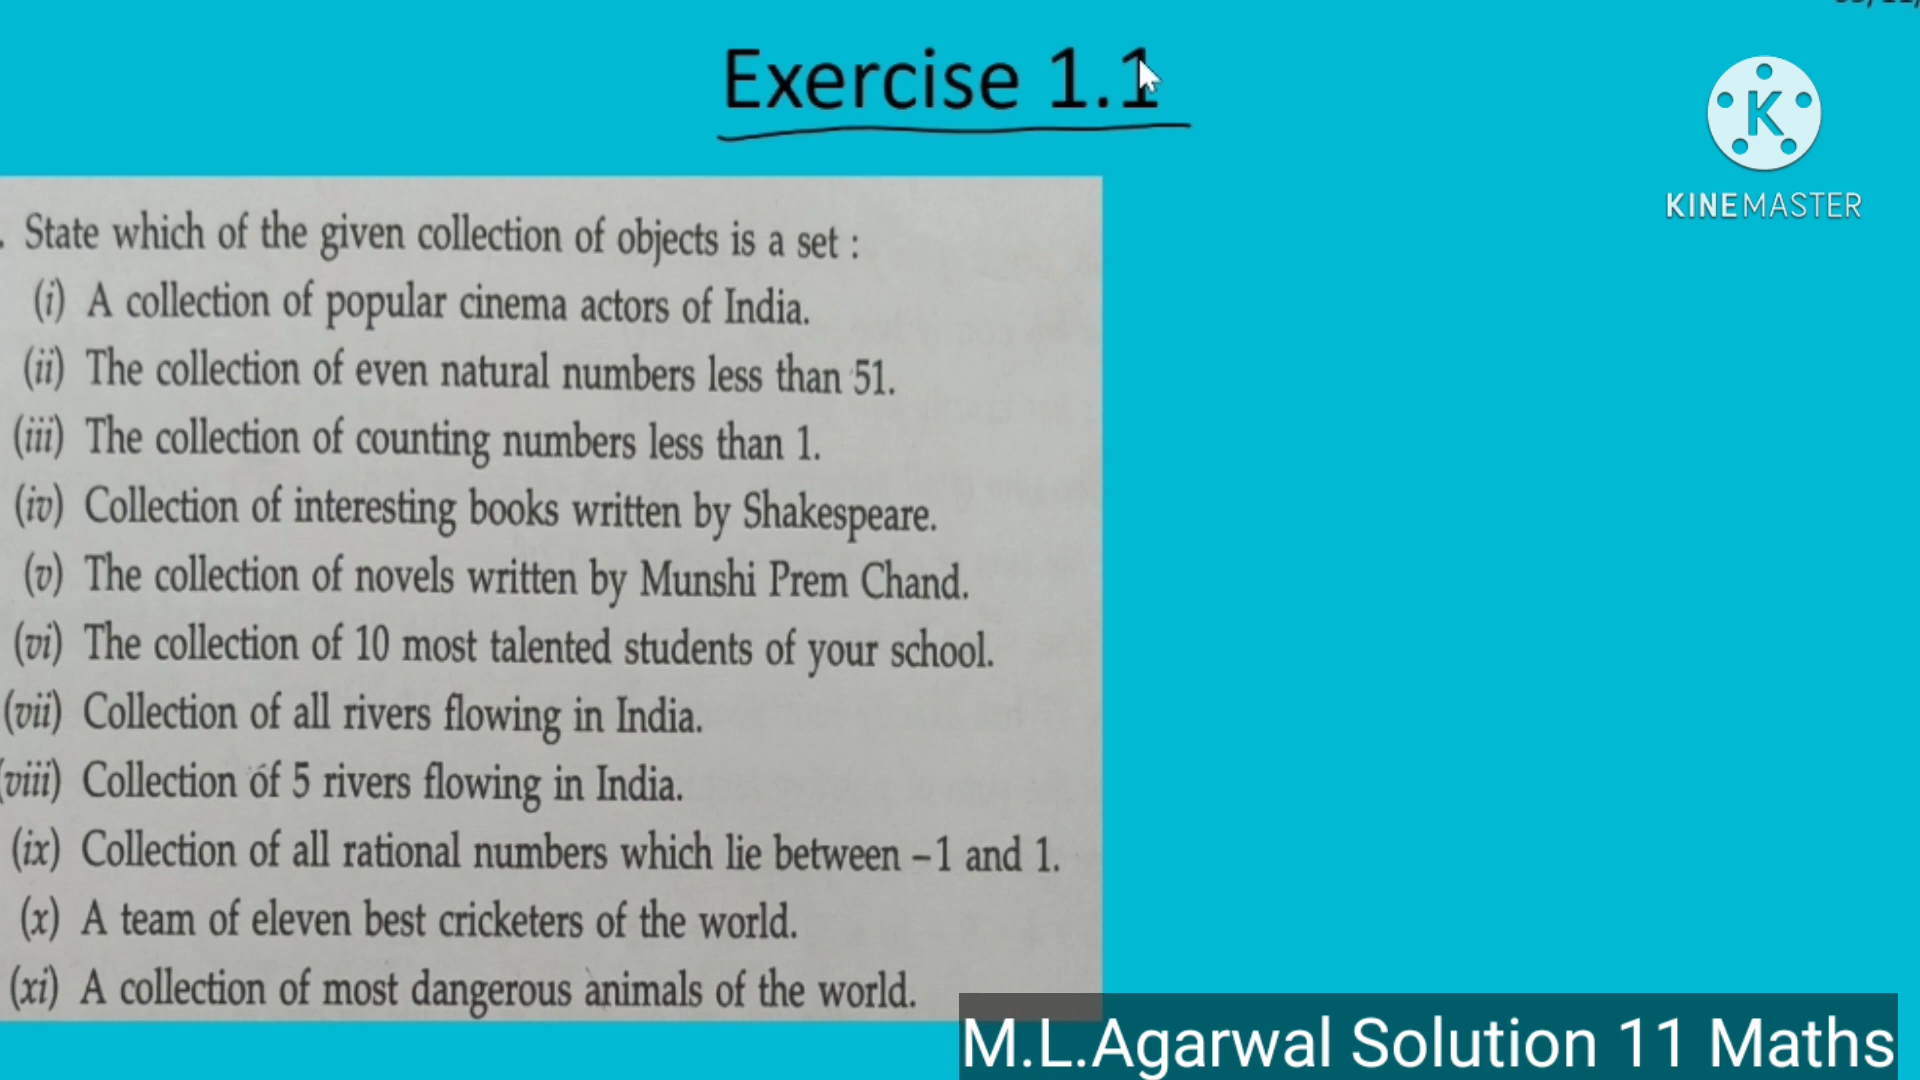 Exercise 1.1
KINEMASTER
. State which of the given collection of objects is a set :
(i) A collection of popular cinema actors of India.
(ii) The collection of even natural numbers less than 51.
(iii) The collection of counting numbers less than 1.
(iv) Collection of interesting books written by Shakespeare.
(v) The collection of novels written by Munshi Prem Chand.
(vi) The collection of 10 most talented students of your school.
(vii) Collection of all rivers flowing in India.
(viii) Collection of 5 rivers flowing in India.
(ix) Collection of all rational numbers which lie between –1 and 1.
(x) A team of eleven best cricketers of the world.
(xi) A collection of most dangerous animals of the world.
M.L.Agarwal Solution 11 Maths